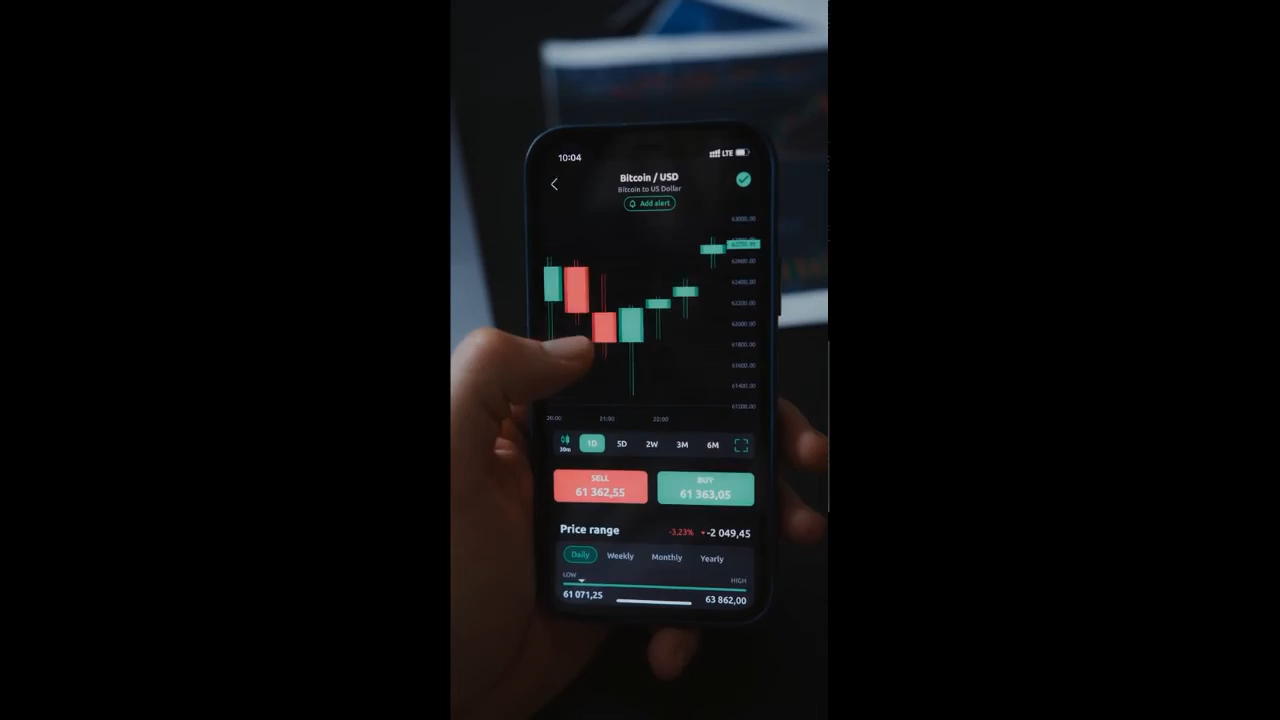 10:04
LTE
Bitcoin / USD
Bitcoin to US Dollar
Add alert
63000.00
62600.00
62400.00
62200.00
62000.00
61800.00
61600.00
61400.00
20:00 21:00 22:00
30m 1D 5D 2W 3M 6M
SELL BUY
61 362,55 61 363,05
Price range -3,23% -2 049,45
Daily Weekly Monthly Yearly
LOW HIGH
61 071,25 63 862,00